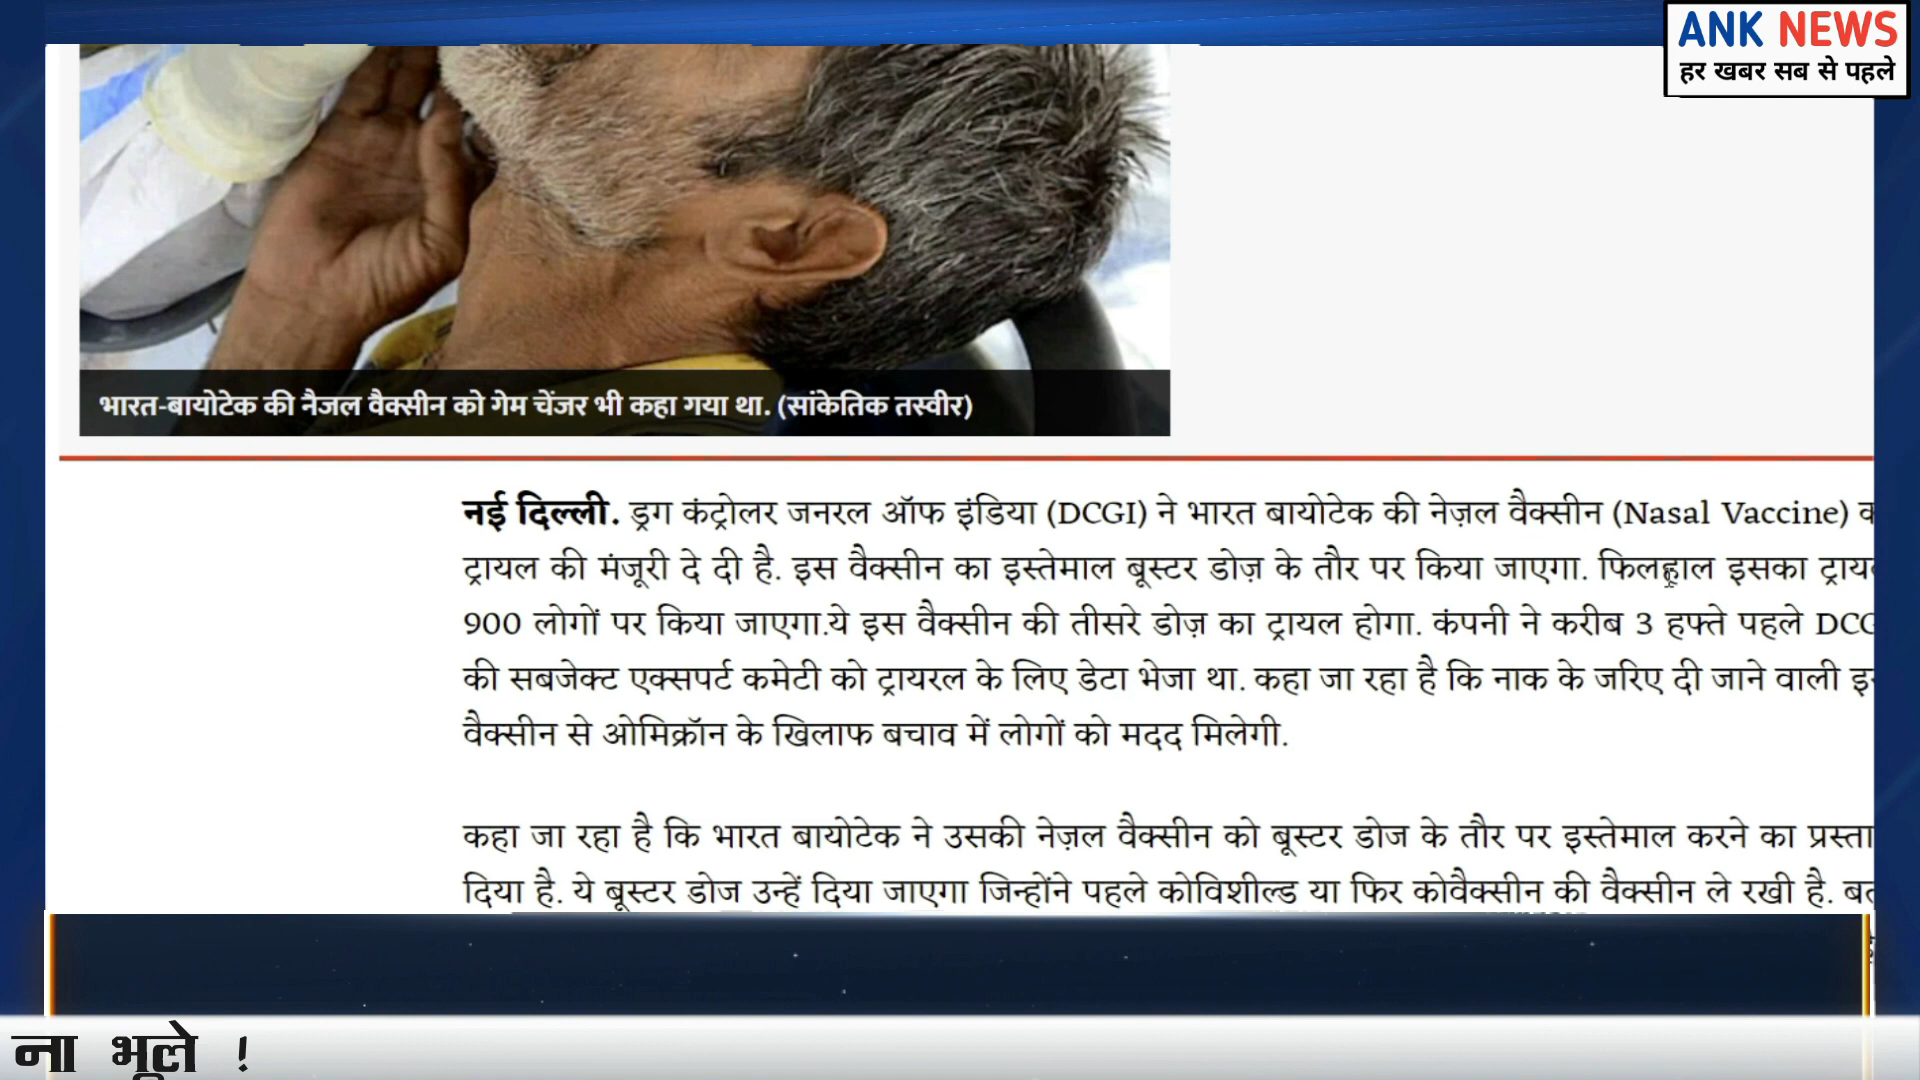 ANK NEWS
हर खबर सब से पहले
भारत-बायोटेक की नैजल वैक्सीन को गेम चेंजर भी कहा गया था. (सांकेतिक तस्वीर)
नई दिल्ली. ड्रग कंट्रोलर जनरल ऑफ इंडिया (DCGI) ने भारत बायोटेक की नेज़ल वैक्सीन (Nasal Vaccine)
ट्रायल की मंजूरी दे दी है. इस वैक्सीन का इस्तेमाल बूस्टर डोज़ के तौर पर किया जाएगा. फिलहाल इसका
900 लोगों पर किया जाएगा.ये इस वैक्सीन की तीसरे डोज़ का ट्रायल होगा. कंपनी ने करीब 3 हफ्ते पहले
की सबजेक्ट एक्सपर्ट कमेटी को ट्रायरल के लिए डेटा भेजा था. कहा जा रहा है कि नाक के जरिए दी जाने वाली
वैक्सीन से ओमिक्रॉन के खिलाफ बचाव में लोगों को मदद मिलेगी.
कहा जा रहा है कि भारत बायोटेक ने उसकी नेज़ल वैक्सीन को बूस्टर डोज के तौर पर इस्तेमाल करने का प्रस्ता
दिया है. ये बूस्टर डोज उन्हें दिया जाएगा जिन्होंने पहले कोविशील्ड या फिर कोवैक्सीन की वैक्सीन ले रखी है.
ना भूले !